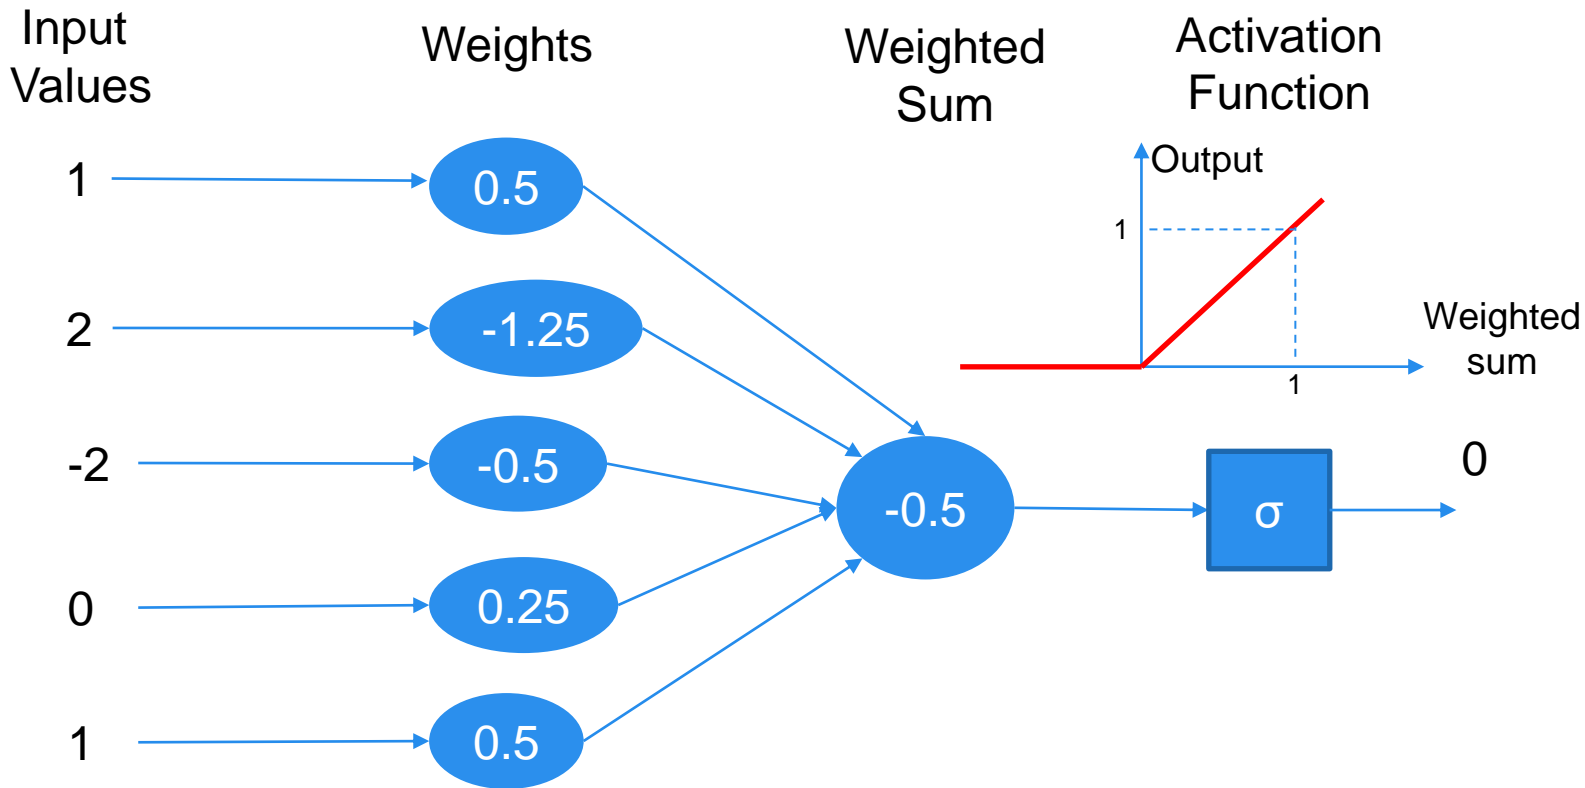 Input
Values
Weights
Weighted
Sum
Activation
Function
Output
1
1
Weighted
sum
1
0.5
2
-1.25
-2
-0.5
-0.5
σ
0
0
0.25
1
0.5